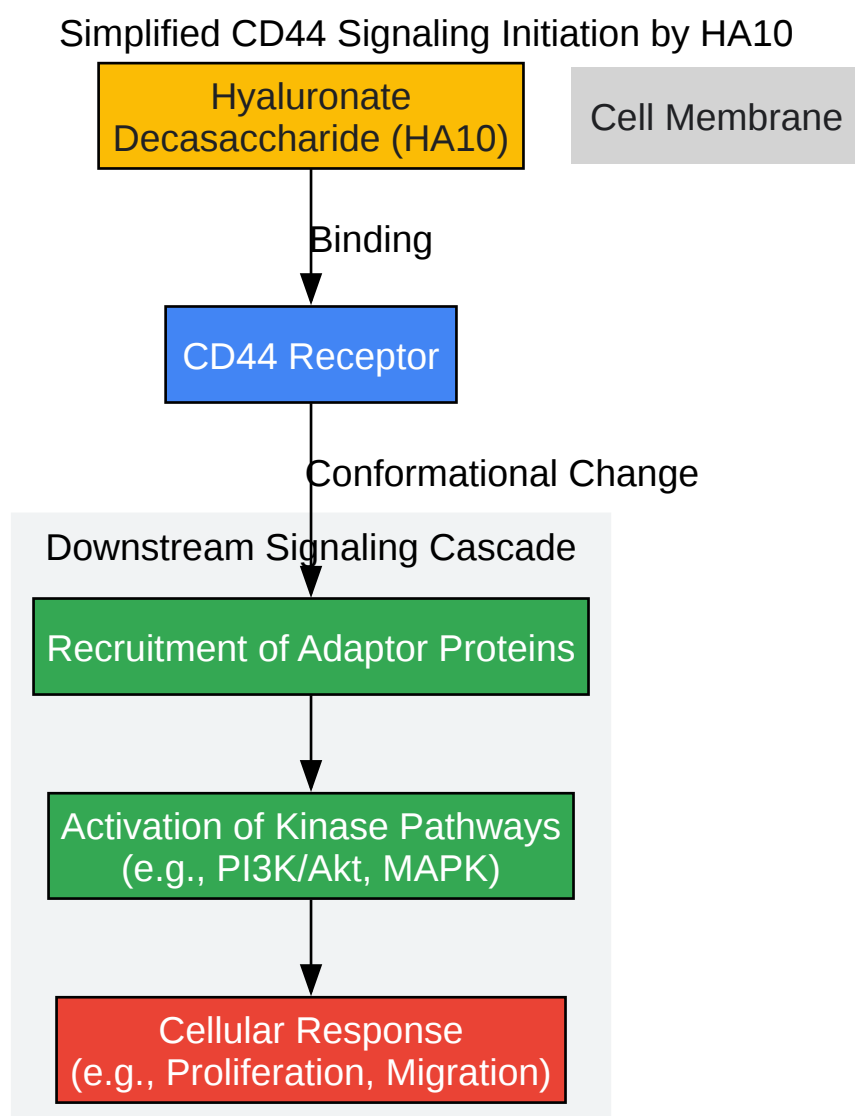 Simplified CD44 Signaling Initiation by HA10
Hyaluronate
Decasaccharide (HA10)
Cell Membrane
Binding
CD44 Receptor
Conformational Change
Downstream Signaling Cascade
Recruitment of Adaptor Proteins
Activation of Kinase Pathways
(e.g., PI3K/Akt, MAPK)
Cellular Response
(e.g., Proliferation, Migration)